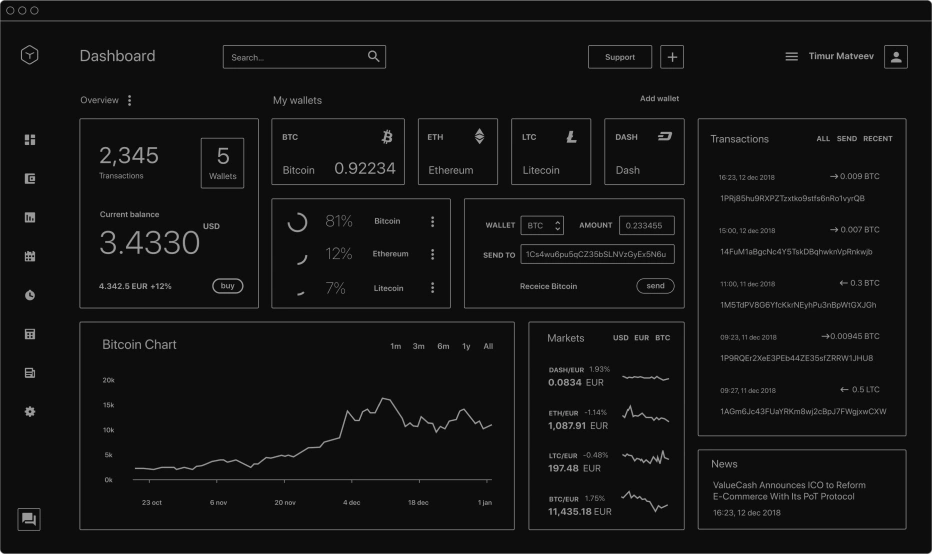 Dashboard
Search...
Support
Timur Matveev
Overview
2,345
Transactions
5
Wallets
Current balance
3.4330 USD
4.342.5 EUR +12%
buy
My wallets
Add wallet
BTC
Bitcoin 0.92234
ETH
Ethereum
LTC
Litecoin
DASH
Dash
81% Bitcoin
12% Ethereum
7% Litecoin
WALLET BTC AMOUNT 0.233455
SEND TO 1Cs4wu6pu5qCZ35bSLNVzGyEx5N6u
Receice Bitcoin send
Transactions ALL SEND RECENT
16:23, 12 dec 2018 →0.009 BTC
1PRj85hu9RXPZTzxtko9stfs6nRo1vyrQB
15:00, 12 dec 2018 →0.007 BTC
14FuM1aBgcNc4Y5TskDBqhwknVpRnkwjb
11:00, 11 dec 2018 ← 0.3 BTC
1M5TdPV8G6YfcKkrNEyhPu3nBpWtGXJGh
09:23, 11 dec 2018 →0.00945 BTC
1P9RQEr2XeE3PEb44ZE35sfZRRW1JHU8
09:27, 11 dec 2018 ← 0.5 LTC
1AGm6Jc43FUaYRKm8wj2cBpJ7FWgjxwCXW
Bitcoin Chart
1m 3m 6m 1y All
20k
15k
10k
5k
0k
23 oct 6 nov 20 nov 4 dec 18 dec 1 jan
Markets USD EUR BTC
DASH/EUR 1.93%
0.0834 EUR
ETH/EUR -1.14%
1,087.91 EUR
LTC/EUR -0.48%
197.48 EUR
BTC/EUR 1.75%
11,435.18 EUR
News
ValueCash Announces ICO to Reform
E-Commerce With Its PoT Protocol
16:23, 12 dec 2018